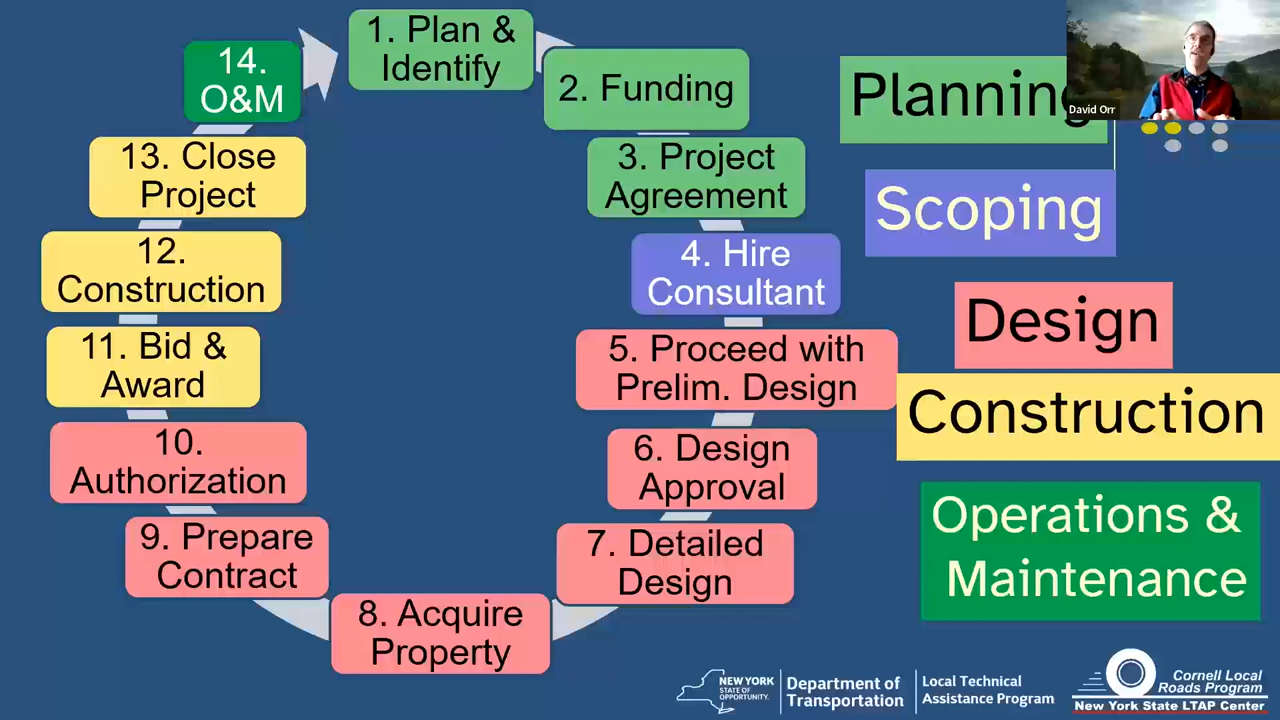 1. Plan &
Identify
2. Funding
3. Project
Agreement
4. Hire
Consultant
5. Proceed with
Prelim. Design
6. Design
Approval
7. Detailed
Design
8. Acquire
Property
9. Prepare
Contract
10.
Authorization
11. Bid &
Award
12.
Construction
13. Close
Project
14.
O&M
Planning
Scoping
Design
Construction
Operations &
Maintenance
David Orr
NEW YORK
STATE OF
OPPORTUNITY.
Department of
Transportation
Local Technical
Assistance Program
Cornell Local
Roads Program
New York State LTAP Center